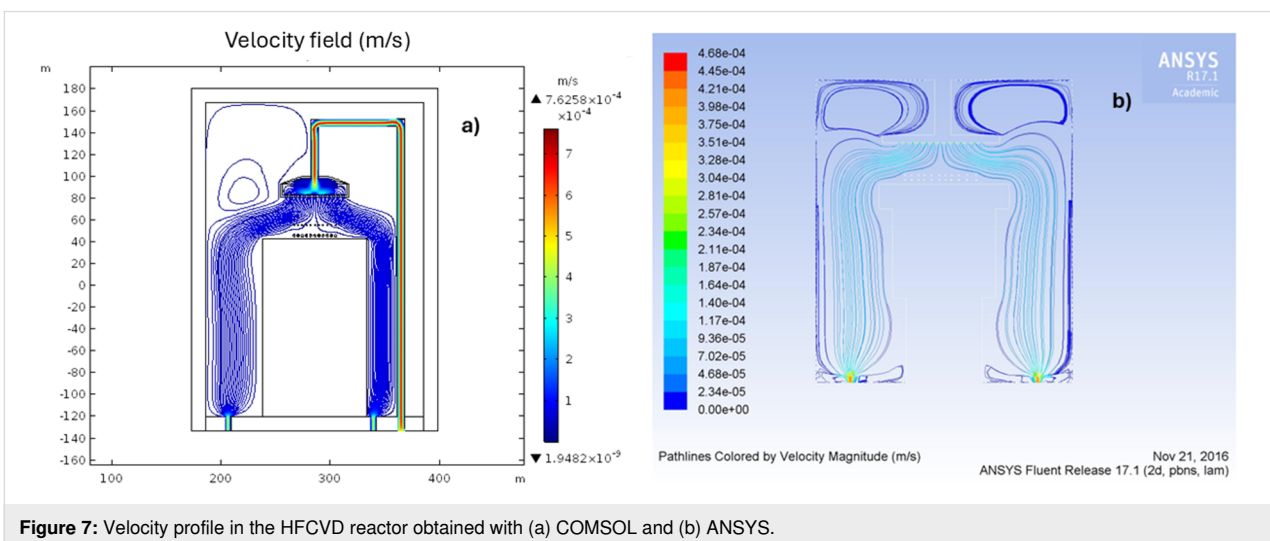 Velocity field (m/s)
m
180
160
140
120
100
80
60
40
20
0
-20
-40
-60
-80
-100
-120
-140
-160
100
200
300
400
m
a)
m/s
▲ 7.6258×10⁻⁴
×10⁻⁴
7
6
5
4
3
2
1
▼ 1.9482×10⁻⁹
4.68e-04
4.45e-04
4.21e-04
3.98e-04
3.75e-04
3.51e-04
3.28e-04
3.04e-04
2.81e-04
2.57e-04
2.34e-04
2.11e-04
1.87e-04
1.64e-04
1.40e-04
1.17e-04
9.36e-05
7.02e-05
4.68e-05
2.34e-05
0.00e+00
ANSYS
R17.1
Academic
b)
Pathlines Colored by Velocity Magnitude (m/s)
Nov 21, 2016
ANSYS Fluent Release 17.1 (2d, pbns, lam)
Figure 7: Velocity profile in the HFCVD reactor obtained with (a) COMSOL and (b) ANSYS.